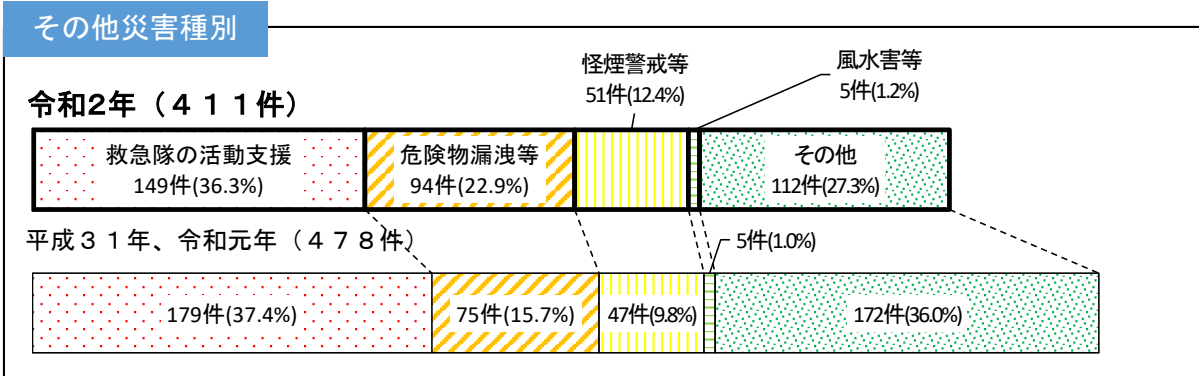 その他災害種別
怪煙警戒等
51件(12.4%)
風水害等
5件(1.2%)
令和2年（４１１件）
救急隊の活動支援
149件(36.3%)
危険物漏洩等
94件(22.9%)
その他
112件(27.3%)
平成３１年、令和元年（４７８件）
5件(1.0%)
179件(37.4%)
75件(15.7%)
47件(9.8%)
172件(36.0%)